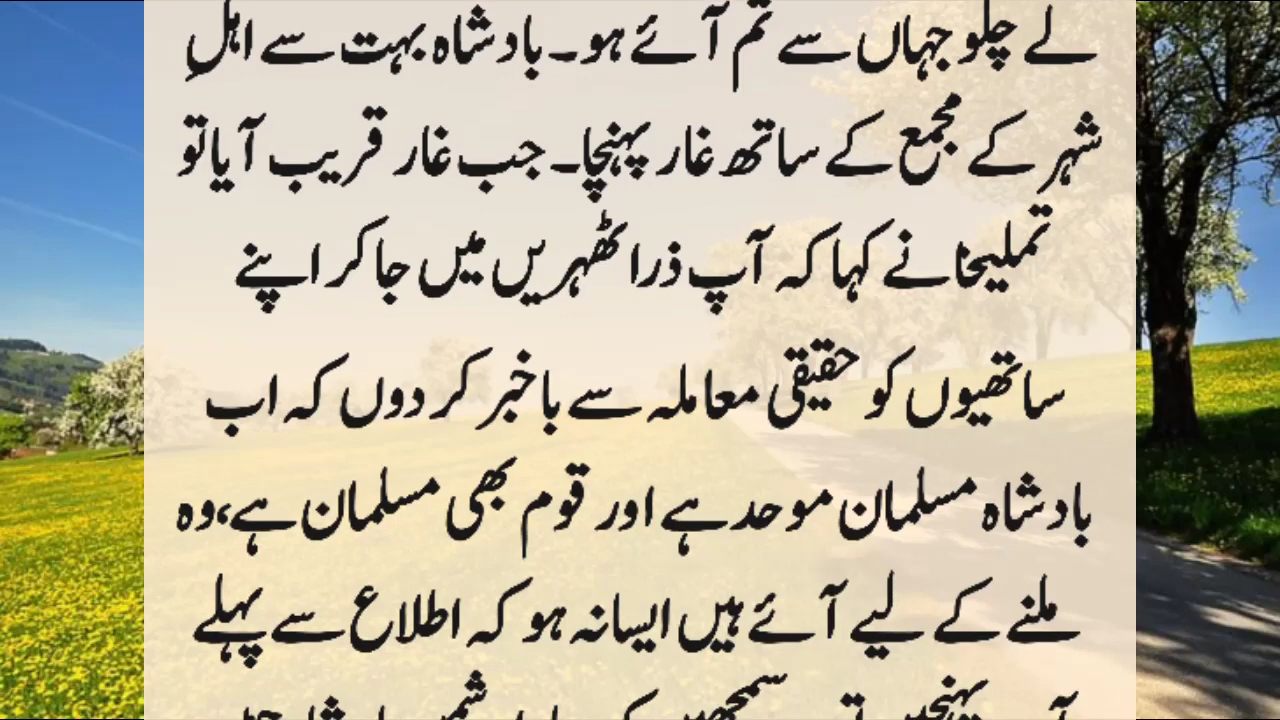 لے چلو جہاں سے تم آئے ہو۔ بادشاہ بہت سے اہلِ
شہر کے مجمع کے ساتھ غار پہنچا۔ جب غار قریب آیا تو
تملیخا نے کہا کہ آپ ذرا ٹھہریں میں جا کر اپنے
ساتھیوں کو حقیقی معاملہ سے باخبر کر دوں کہ اب
بادشاہ مسلمان موحد ہے اور قوم بھی مسلمان ہے، وہ
ملنے کے لیے آئے ہیں ایسا نہ ہو کہ اطلاع سے پہلے